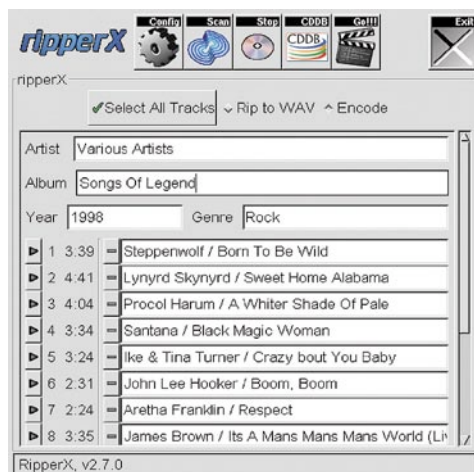 ripperX Config Scan Stop CDDB Go!!! Exit
CDDB
ripperX
Select All Tracks Rip to WAV Encode
Artist Various Artists
Album Songs Of Legend
Year 1998 Genre Rock
1 3:39 Steppenwolf / Born To Be Wild
2 4:41 Lynyrd Skynyrd / Sweet Home Alabama
3 4:04 Procol Harum / A Whiter Shade Of Pale
4 3:34 Santana / Black Magic Woman
5 3:24 Ike & Tina Turner / Crazy bout You Baby
6 2:31 John Lee Hooker / Boom, Boom
7 2:24 Aretha Franklin / Respect
8 3:35 James Brown / Its A Mans Mans Mans World (Liv
RipperX, v2.7.0